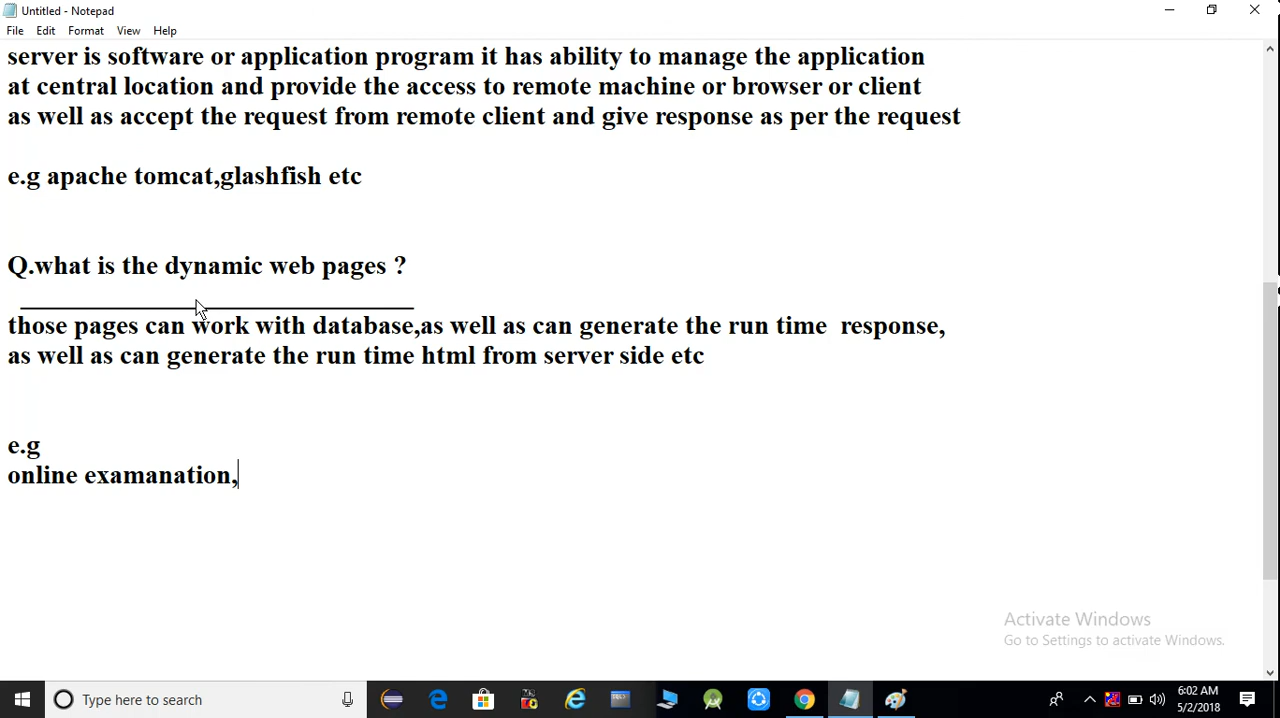 Untitled - Notepad
File Edit Format View Help
server is software or application program it has ability to manage the application
at central location and provide the access to remote machine or browser or client
as well as accept the request from remote client and give response as per the request
e.g apache tomcat,glashfish etc
Q.what is the dynamic web pages ?
those pages can work with database,as well as can generate the run time  response,
as well as can generate the run time html from server side etc
e.g
online examanation,
Activate Windows
Go to Settings to activate Windows.
Type here to search
6:02 AM
5/2/2018